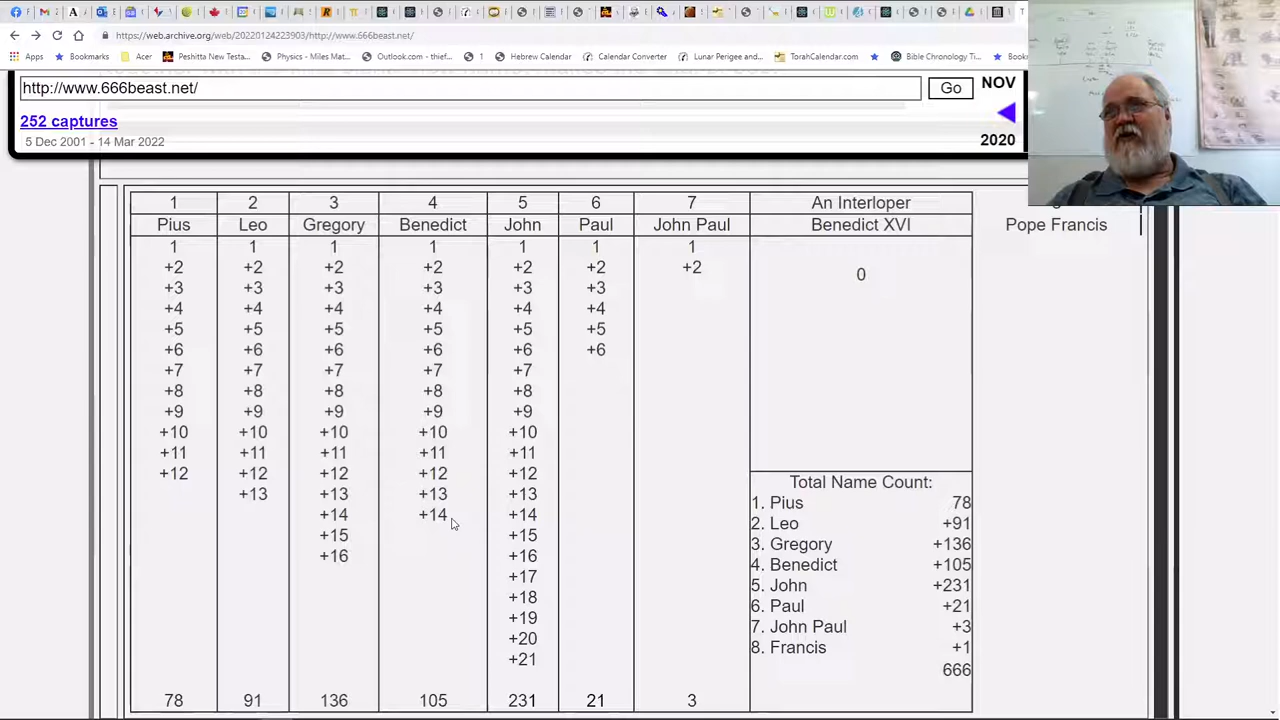 https://web.archive.org/web/20220124223903/http://www.666beast.net/
Apps Bookmarks Acer Peshitta New Testa... Physics - Miles Mat... Outlookdotcom - thief... Hebrew Calendar Calendar Converter Lunar Perigee and... TorahCalendar.com Bible Chronology Ti...
http://www.666beast.net/ Go NOV
252 captures
5 Dec 2001 - 14 Mar 2022 2020
1 2 3 4 5 6 7 An Interloper
Pius Leo Gregory Benedict John Paul John Paul Benedict XVI Pope Francis
1 1 1 1 1 1 1
+2 +2 +2 +2 +2 +2 +2 0
+3 +3 +3 +3 +3 +3
+4 +4 +4 +4 +4 +4
+5 +5 +5 +5 +5 +5
+6 +6 +6 +6 +6 +6
+7 +7 +7 +7 +7
+8 +8 +8 +8 +8
+9 +9 +9 +9 +9
+10 +10 +10 +10 +10
+11 +11 +11 +11 +11
+12 +12 +12 +12 +12 Total Name Count:
+13 +13 +13 +13 1. Pius 78
+14 +14 +14 2. Leo +91
+15 +15 3. Gregory +136
+16 +16 4. Benedict +105
+17 5. John +231
+18 6. Paul +21
+19 7. John Paul +3
+20 8. Francis +1
+21 666
78 91 136 105 231 21 3